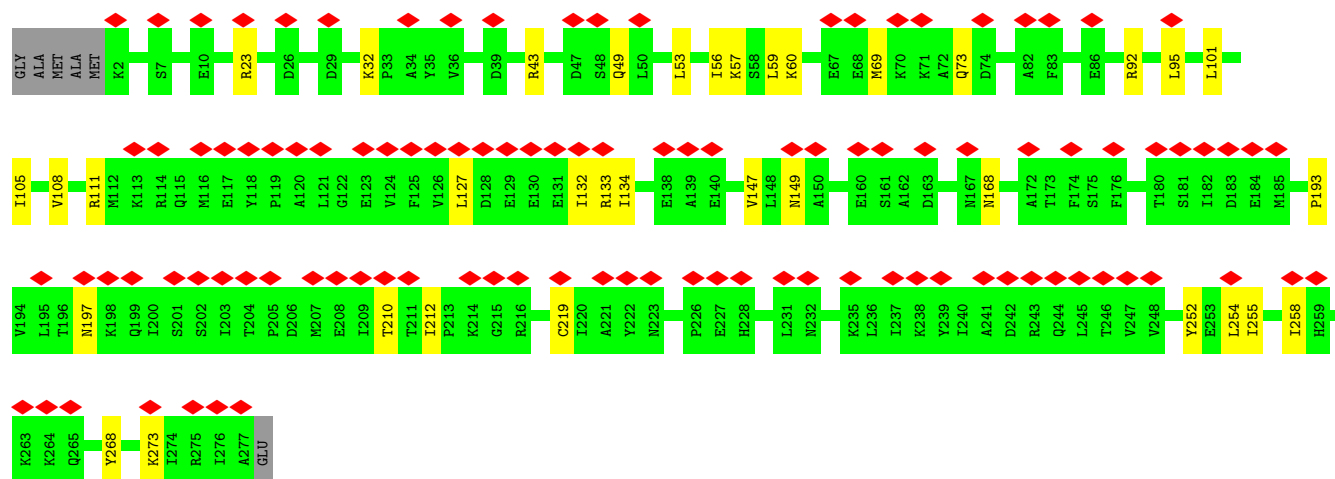 GLY ALA MET ALA MET K2 S7 E10 R23 D26 D29 K32 P33 A34 Y35 V36 D39 R43 D47 S48 Q49 L50 L53 I56 K57 S58 L59 K60 E67 E68 M69 K70 K71 A72 Q73 D74 A82 F83 E86 R92 L95 L101
I105 V108 R111 M112 K113 R114 Q115 M116 E117 Y118 P119 A120 L121 G122 E123 V124 F125 V126 L127 D128 E129 E130 E131 I132 R133 I134 E138 A139 E140 V147 L148 N149 A150 E160 S161 A162 D163 N167 N168 A172 T173 F174 S175 F176 T180 S181 I182 D183 E184 M185 P193
V194 L195 T196 N197 K198 Q199 I200 S201 S202 I203 T204 P205 D206 M207 E208 I209 T210 T211 I212 P213 K214 G215 R216 C219 I220 A221 Y222 N223 P226 E227 H228 L231 N232 K235 L236 I237 K238 Y239 I240 A241 D242 R243 Q244 L245 T246 V247 V248 Y252 E253 L254 I255 I258 H259
K263 K264 Q265 Y268 K273 I274 R275 I276 A277 GLU